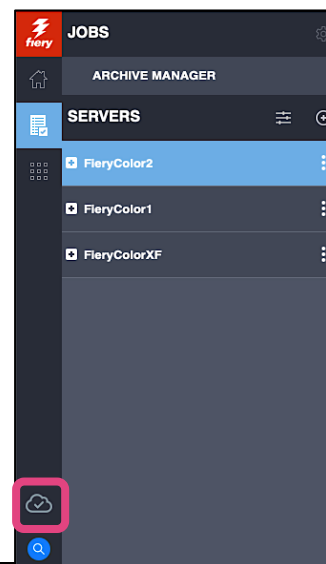 fiery
JOBS
ARCHIVE MANAGER
SERVERS
FieryColor2
FieryColor1
FieryColorXF